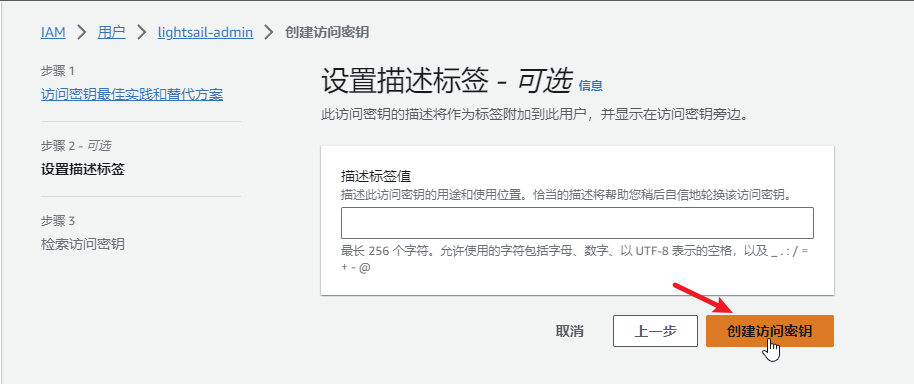 IAM > 用户 > lightsail-admin > 创建访问密钥
步骤 1
访问密钥最佳实践和替代方案
步骤 2 - 可选
设置描述标签
步骤 3
检索访问密钥
设置描述标签 - 可选 信息
此访问密钥的描述将作为标签附加到此用户，并显示在访问密钥旁边。
描述标签值
描述此访问密钥的用途和使用位置。恰当的描述将帮助您稍后自信地轮换该访问密钥。
最长 256 个字符。允许使用的字符包括字母、数字、以 UTF-8 表示的空格，以及 _ . : / =
+ - @
取消 上一步 创建访问密钥